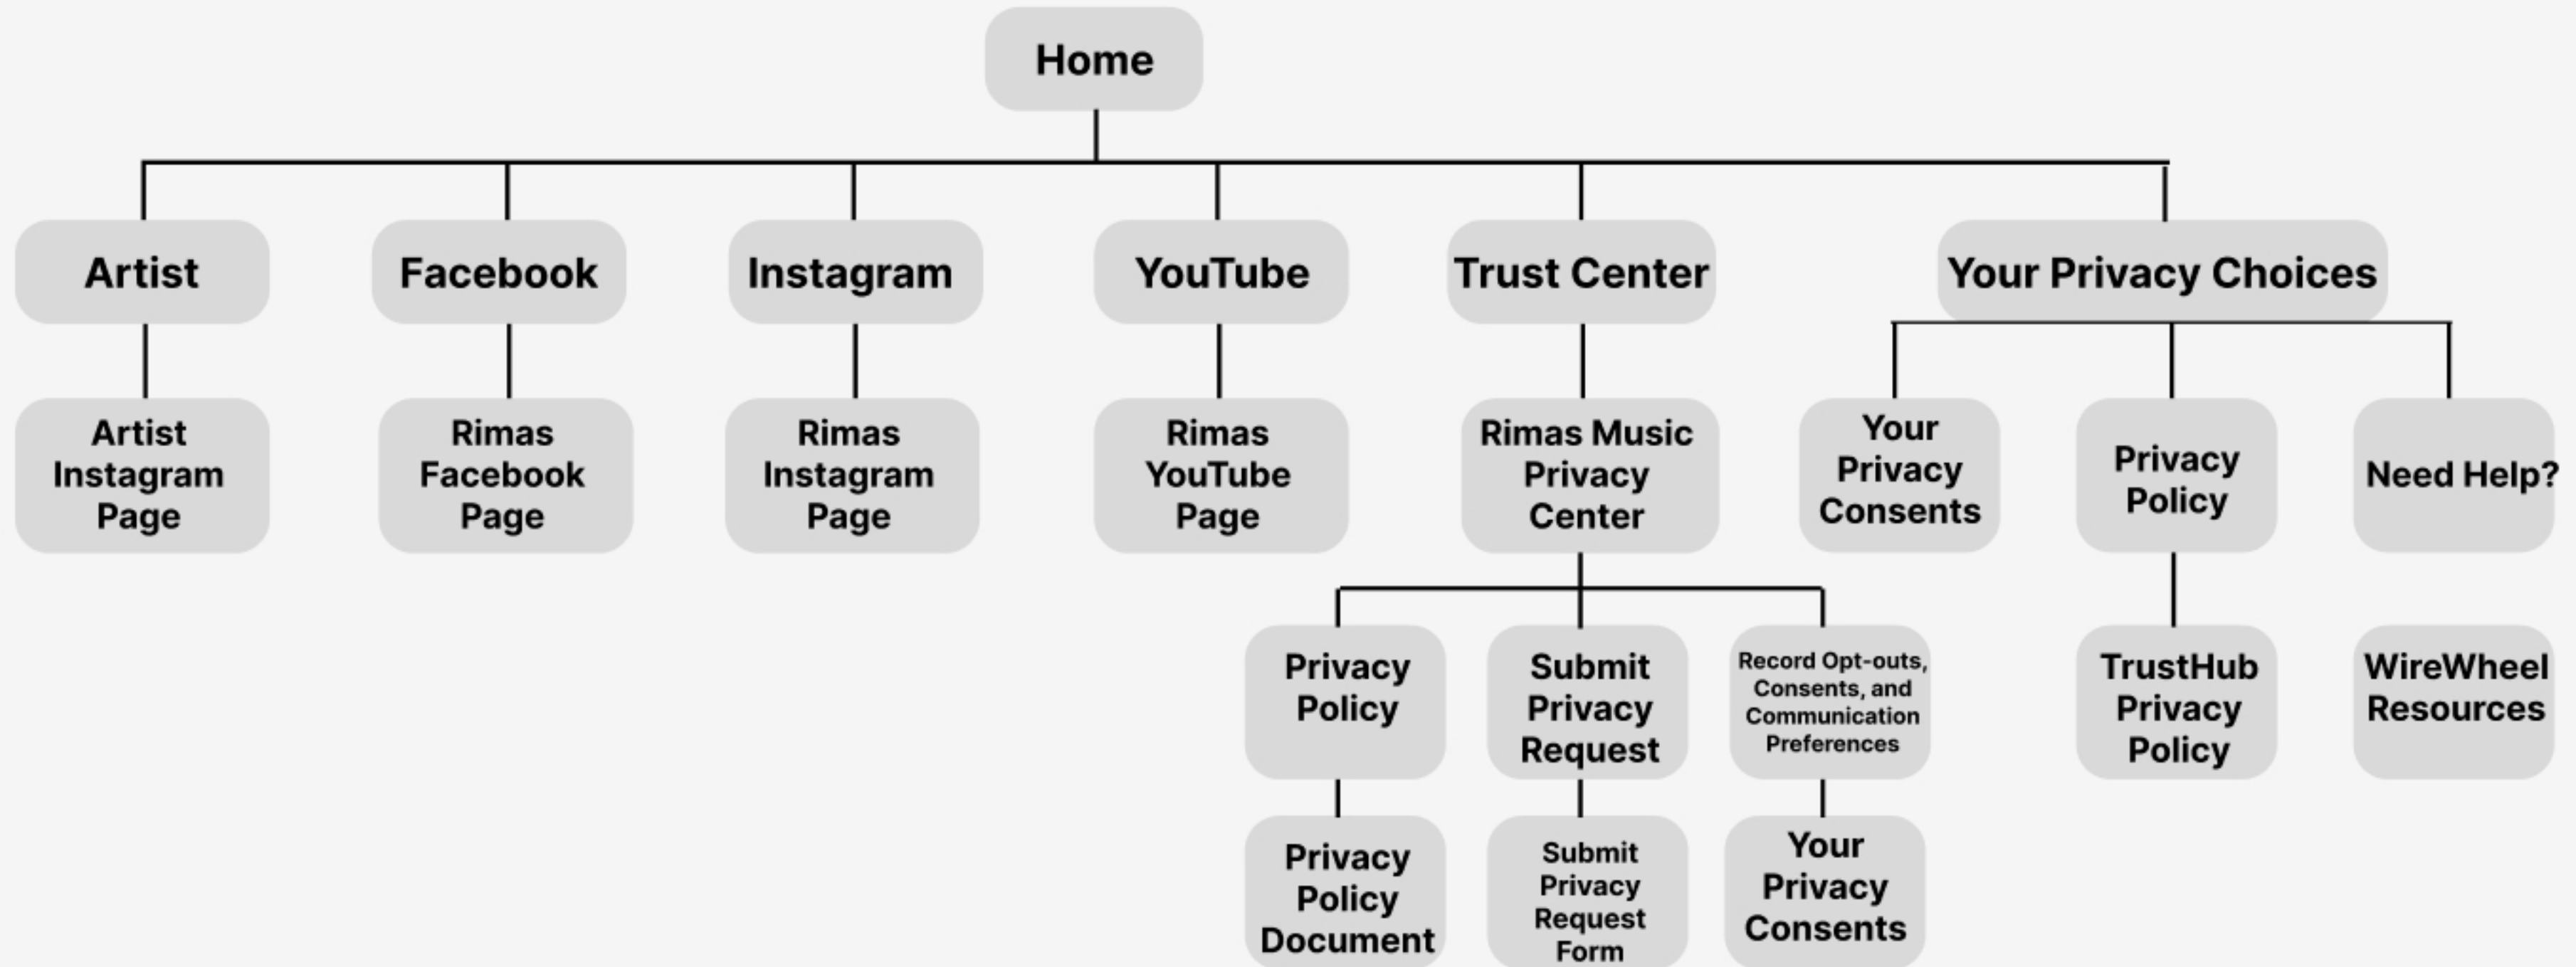 Home
Artist
Facebook
Instagram
YouTube
Trust Center
Your Privacy Choices
Artist
Instagram
Page
Rimas
Facebook
Page
Rimas
Instagram
Page
Rimas
YouTube
Page
Rimas Music
Privacy
Center
Your
Privacy
Consents
Privacy
Policy
Need Help?
Privacy
Policy
Submit
Privacy
Request
Record Opt-outs,
Consents, and
Communication
Preferences
TrustHub
Privacy
Policy
WireWheel
Resources
Privacy
Policy
Document
Submit
Privacy
Request
Form
Your
Privacy
Consents